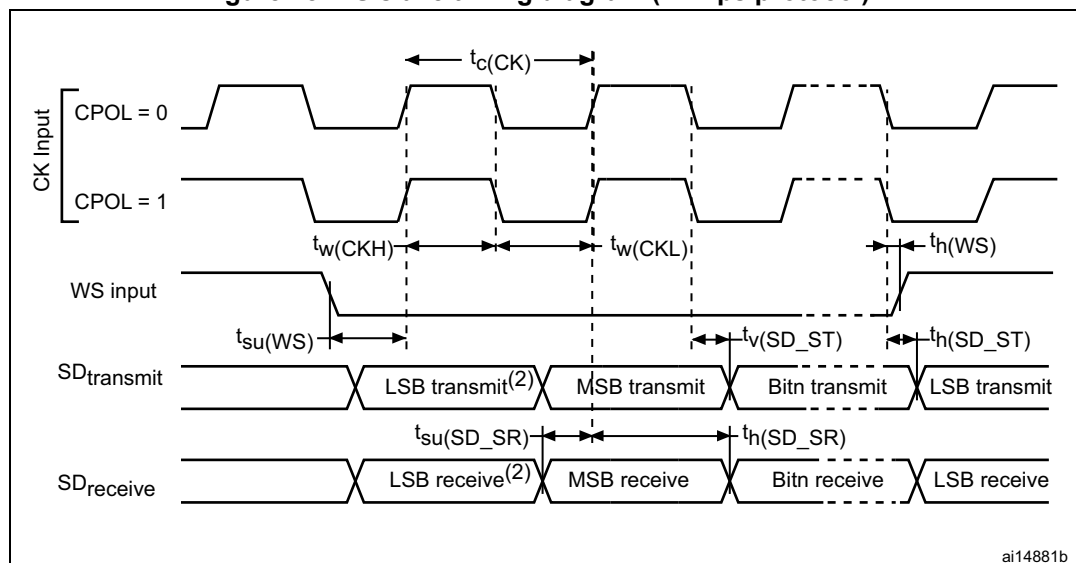 tc(CK)
CK Input
CPOL = 0
CPOL = 1
tw(CKH)
tw(CKL)
th(WS)
WS input
tsu(WS)
tv(SD_ST)
th(SD_ST)
SDtransmit
LSB transmit(2)
MSB transmit
Bitn transmit
LSB transmit
tsu(SD_SR)
th(SD_SR)
SDreceive
LSB receive(2)
MSB receive
Bitn receive
LSB receive
ai14881b